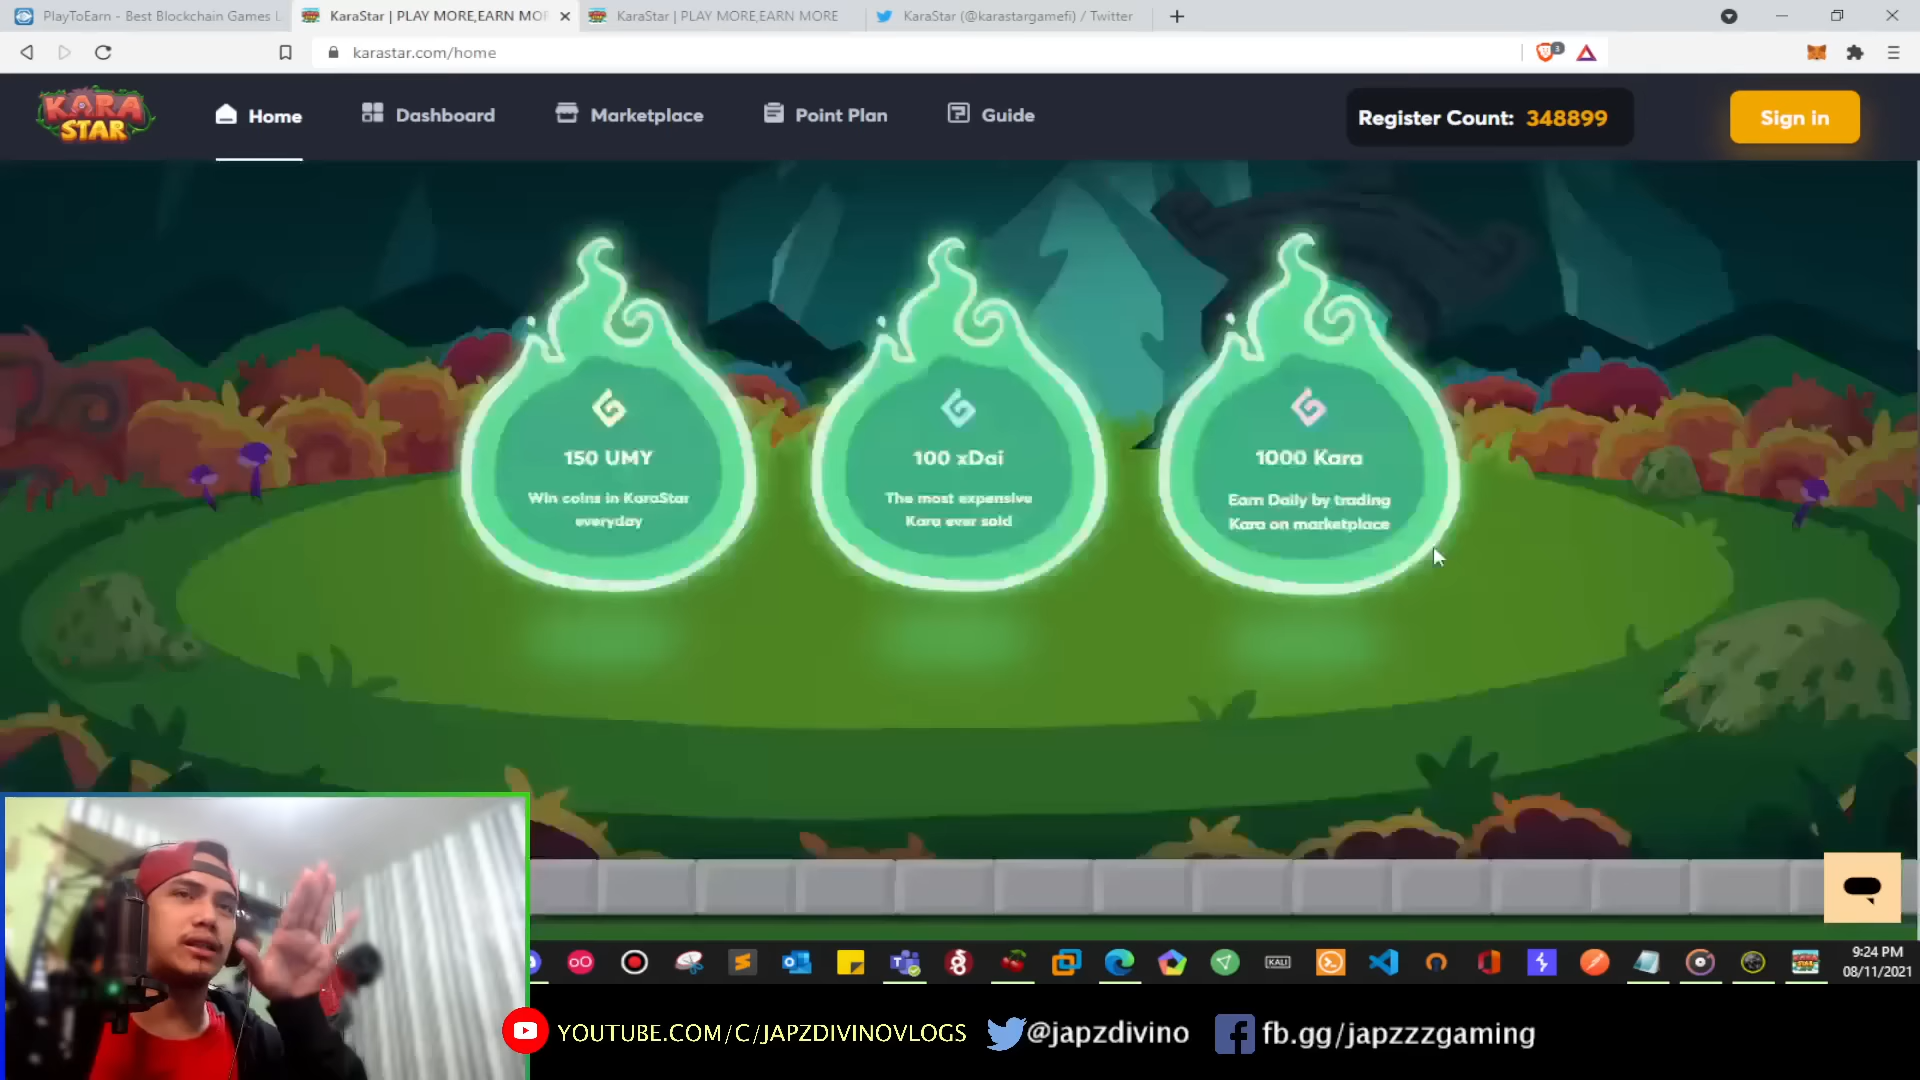 PlayToEarn - Best Blockchain Games L
KaraStar | PLAY MORE,EARN MOR
KaraStar | PLAY MORE,EARN MORE
KaraStar (@karastargamefi) / Twitter
karastar.com/home
3
KARA
STAR
Home
Dashboard
Marketplace
Point Plan
Guide
Register Count: 348899
Sign in
150 UMY
Win coins in KaraStar
everyday
100 xDai
The most expensive
Kara ever sold
1000 Kara
Earn Daily by trading
Kara on marketplace
KALI
9:24 PM
08/11/2021
YOUTUBE.COM/C/JAPZDIVINOVLOGS
@japzdivino
fb.gg/japzzzgaming